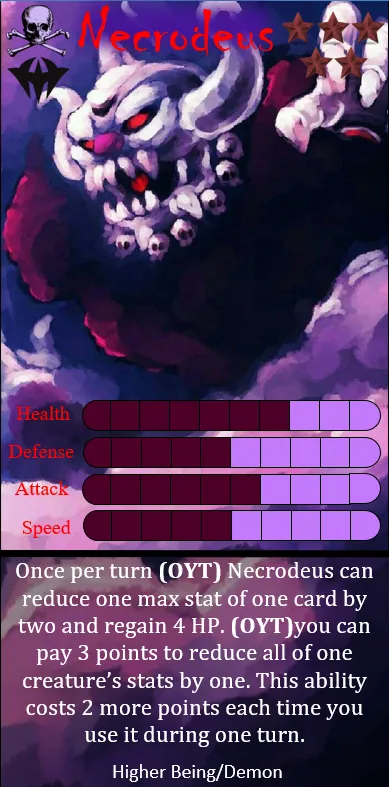 Necrodeus
Health
Defense
Attack
Speed
Once per turn (OYT) Necrodeus can
reduce one max stat of one card by
two and regain 4 HP. (OYT)you can
pay 3 points to reduce all of one
creature’s stats by one. This ability
costs 2 more points each time you
use it during one turn.
Higher Being/Demon